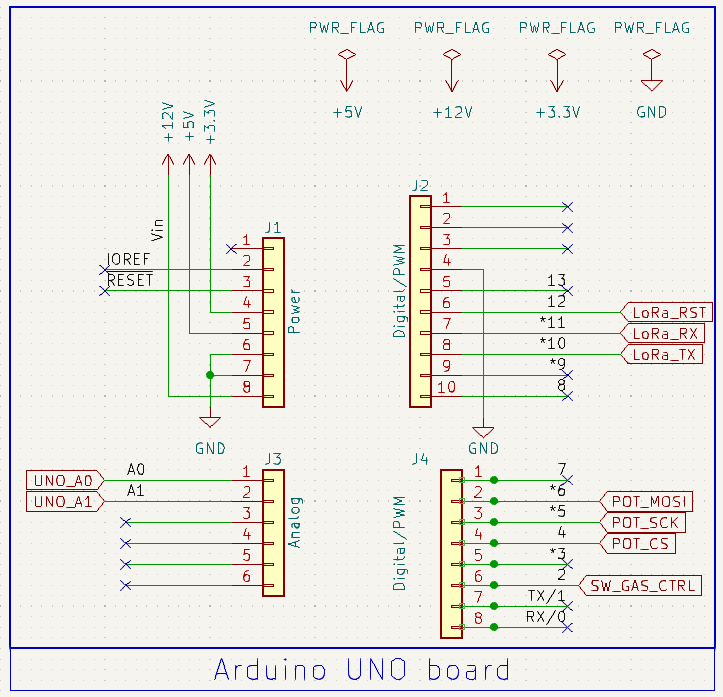 PWR_FLAG PWR_FLAG PWR_FLAG PWR_FLAG
+5V +12V +3.3V GND
+12V
+5V
+3.3V
Vin
J1
1
IOREF 2
RESET 3
4
5
6
7
8
Power
GND
J2
1
2
3
4
5 13
6 12 LoRa_RST
7 *11 LoRa_RX
8 *10 LoRa_TX
9 *9
10 8
Digital/PWM
GND
J3
UNO_A0 A0 1
UNO_A1 A1 2
3
4
5
6
Analog
J4
1 7
2 *6 POT_MOSI
3 *5 POT_SCK
4 4 POT_CS
5 *3
6 2 SW_GAS_CTRL
7 TX/1
8 RX/0
Digital/PWM
Arduino UNO board